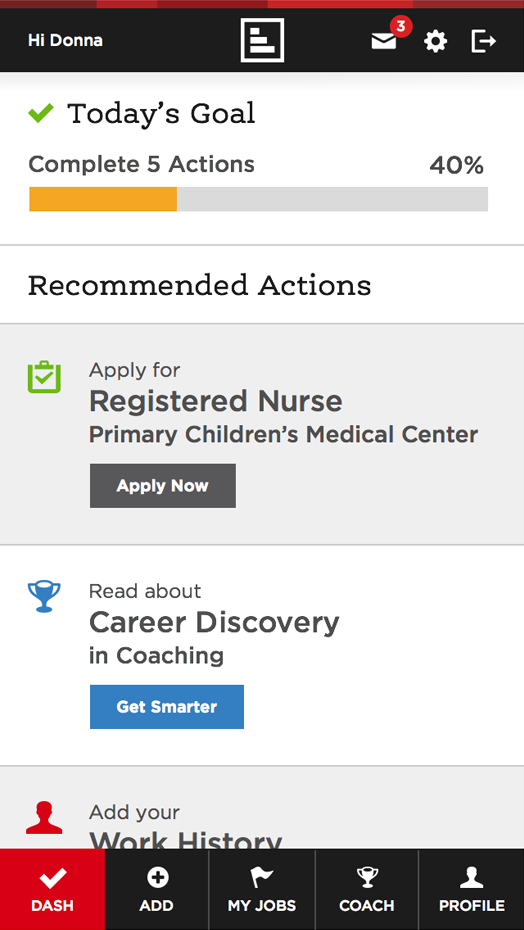 Hi Donna
3
Today's Goal
Complete 5 Actions 40%
Recommended Actions
Apply for
Registered Nurse
Primary Children's Medical Center
Apply Now
Read about
Career Discovery
in Coaching
Get Smarter
Add your
Work History
DASH ADD MY JOBS COACH PROFILE